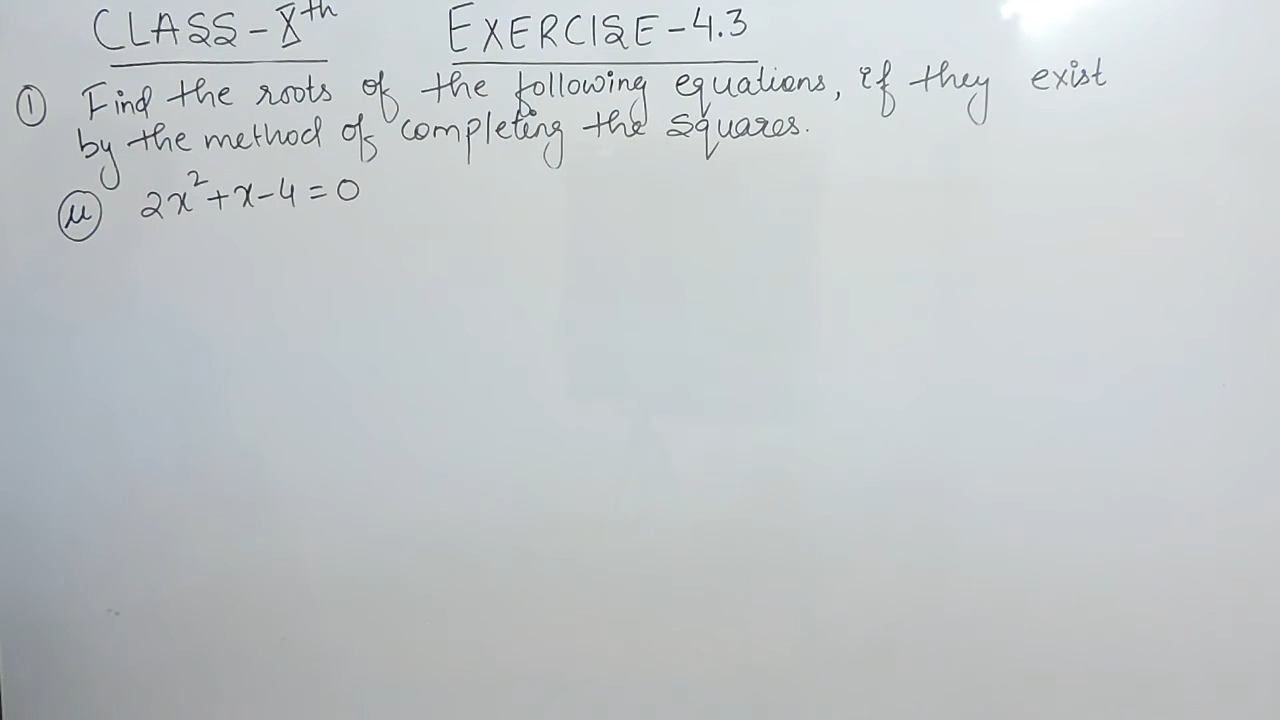 CLASS-Xth EXERCISE-4.3
① Find the roots of the following equations, if they exist
by the method of completing the squares.
ii 2x²+x-4=0